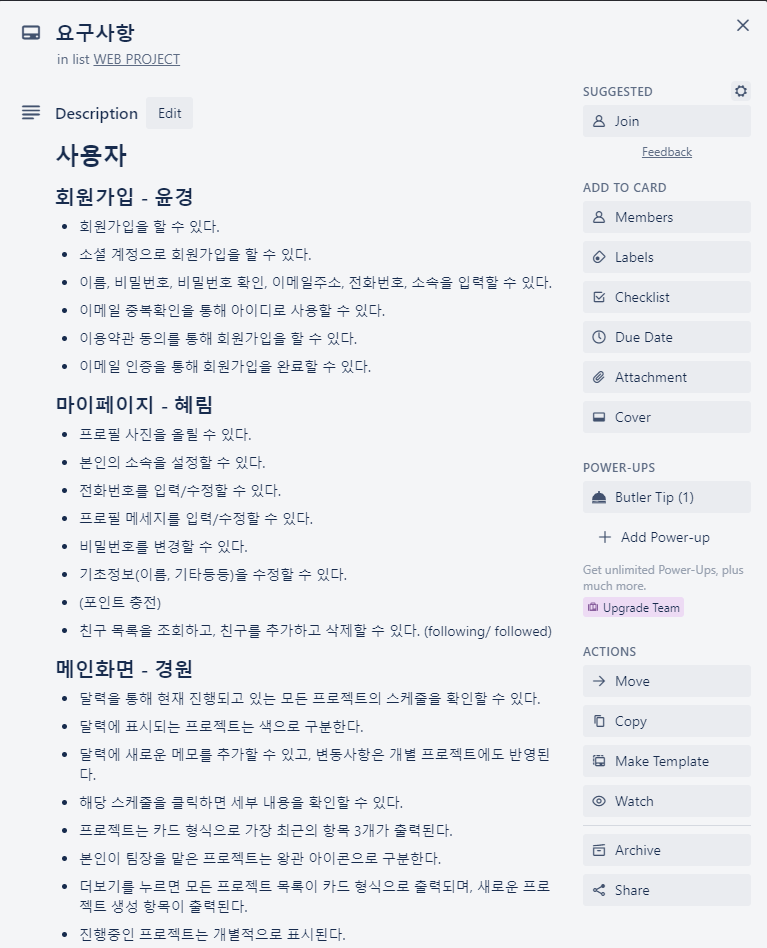 요구사항
in list WEB PROJECT
Description Edit
사용자
회원가입 - 윤경
회원가입을 할 수 있다.
소셜 계정으로 회원가입을 할 수 있다.
이름, 비밀번호, 비밀번호 확인, 이메일주소, 전화번호, 소속을 입력할 수 있다.
이메일 중복확인을 통해 아이디로 사용할 수 있다.
이용약관 동의를 통해 회원가입을 할 수 있다.
이메일 인증을 통해 회원가입을 완료할 수 있다.
마이페이지 - 혜림
프로필 사진을 올릴 수 있다.
본인의 소속을 설정할 수 있다.
전화번호를 입력/수정할 수 있다.
프로필 메세지를 입력/수정할 수 있다.
비밀번호를 변경할 수 있다.
기초정보(이름, 기타등등)을 수정할 수 있다.
(포인트 충전)
친구 목록을 조회하고, 친구를 추가하고 삭제할 수 있다. (following/ followed)
메인화면 - 경원
달력을 통해 현재 진행되고 있는 모든 프로젝트의 스케줄을 확인할 수 있다.
달력에 표시되는 프로젝트는 색으로 구분한다.
달력에 새로운 메모를 추가할 수 있고, 변동사항은 개별 프로젝트에도 반영된
다.
해당 스케줄을 클릭하면 세부 내용을 확인할 수 있다.
프로젝트는 카드 형식으로 가장 최근의 항목 3개가 출력된다.
본인이 팀장을 맡은 프로젝트는 왕관 아이콘으로 구분한다.
더보기를 누르면 모든 프로젝트 목록이 카드 형식으로 출력되며, 새로운 프로
젝트 생성 항목이 출력된다.
진행중인 프로젝트는 개별적으로 표시된다.
SUGGESTED
Join
Feedback
ADD TO CARD
Members
Labels
Checklist
Due Date
Attachment
Cover
POWER-UPS
Butler Tip (1)
Add Power-up
Get unlimited Power-Ups, plus
much more.
Upgrade Team
ACTIONS
Move
Copy
Make Template
Watch
Archive
Share